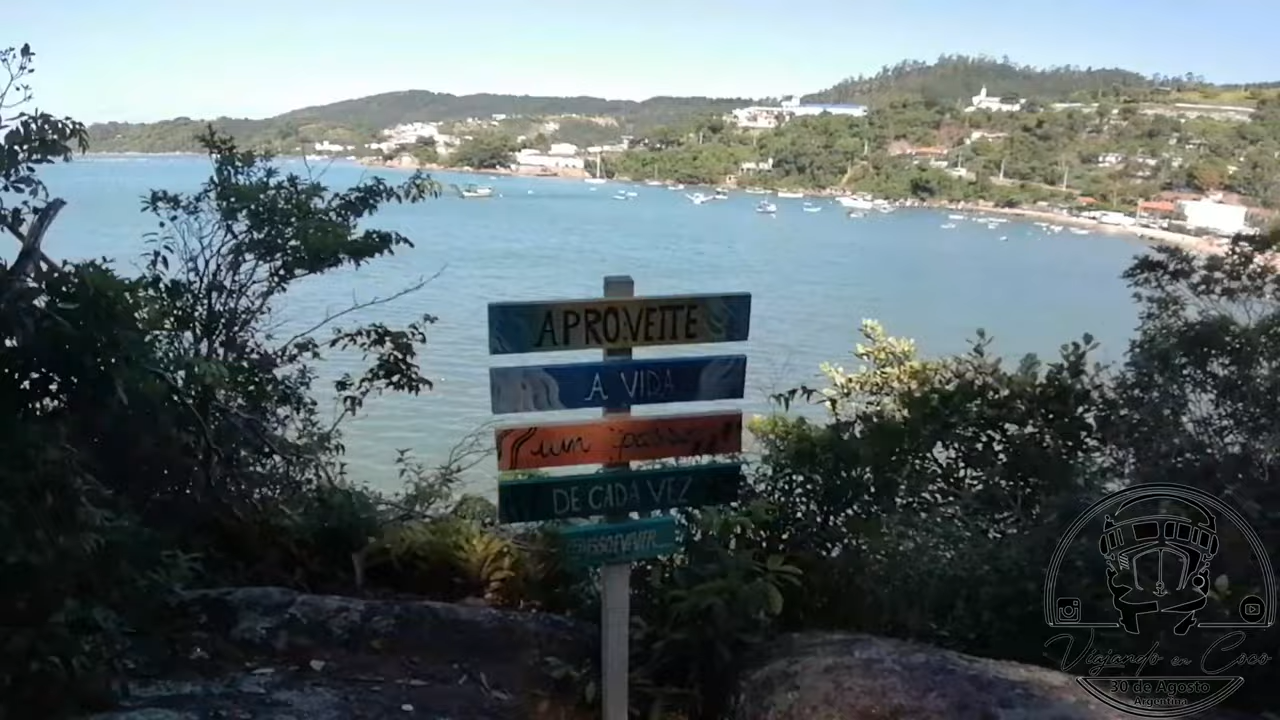 APROVEITE
A VIDA
um passo
DE CADA VEZ
Viajando en Coco
30 de Agosto
Argentina